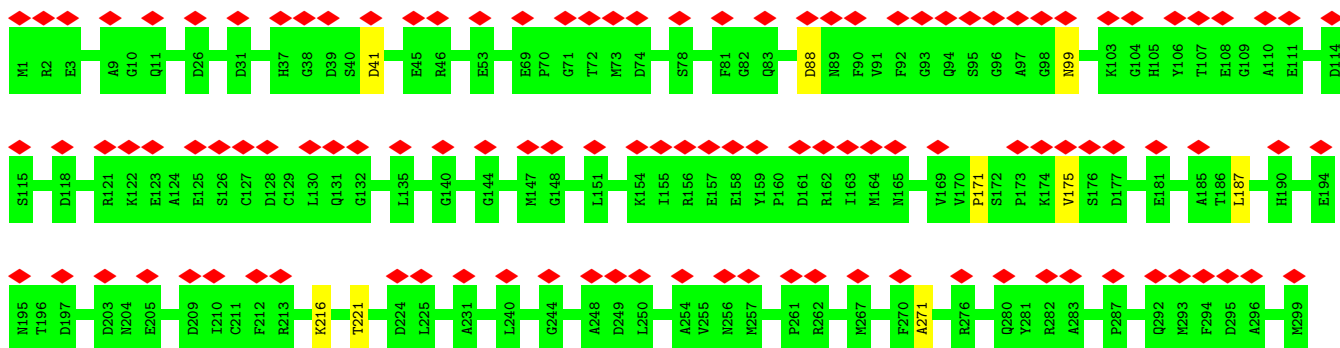 M1 R2 E3 A9 G10 Q11 D26 D31 H37 G38 D39 S40 D41 E45 R46 E53 E69 P70 G71 T72 M73 D74 S78 F81 G82 Q83 D88 N89 F90 V91 F92 G93 Q94 S95 G96 A97 G98 N99 K103 G104 H105 Y106 T107 E108 G109 A110 E111 D114
S115 D118 R121 K122 E123 A124 E125 S126 C127 D128 C129 L130 Q131 G132 L135 G140 G144 M147 G148 L151 K154 I155 R156 E157 E158 Y159 P160 D161 R162 I163 M164 N165 V169 V170 P171 S172 P173 K174 V175 S176 D177 E181 A185 T186 L187 H190 E194
N195 T196 D197 D203 N204 E205 D209 T210 C211 F212 R213 K216 T221 D224 L225 A231 L240 G244 A248 D249 L250 A254 V255 N256 M257 P261 R262 M267 F270 A271 R276 Q280 Y281 R282 A283 P287 Q292 M293 F294 D295 A296 M299